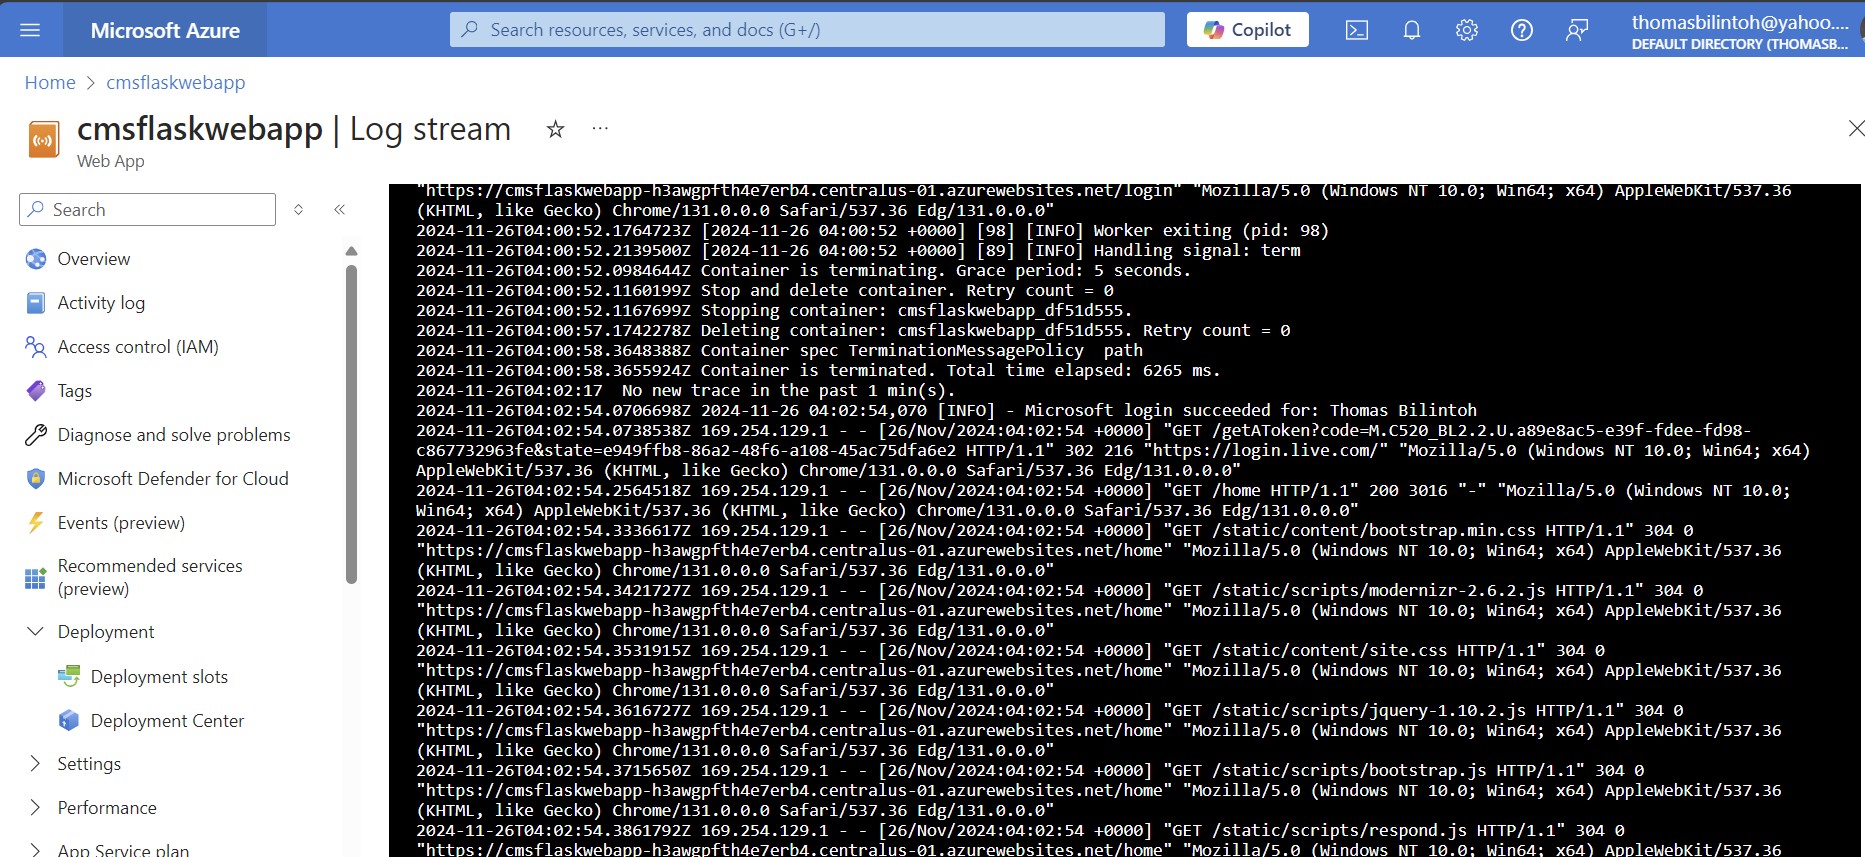 Microsoft Azure
Search resources, services, and docs (G+/)
Copilot
thomasbilintoh@yahoo....
DEFAULT DIRECTORY (THOMASB...
Home > cmsflaskwebapp
cmsflaskwebapp | Log stream
Web App
Search
Overview
Activity log
Access control (IAM)
Tags
Diagnose and solve problems
Microsoft Defender for Cloud
Events (preview)
Recommended services
(preview)
Deployment
Deployment slots
Deployment Center
Settings
Performance
App Service plan
"https://cmsflaskwebapp-h3awgpfth4e7erb4.centralus-01.azurewebsites.net/login" "Mozilla/5.0 (Windows NT 10.0; Win64; x64) AppleWebKit/537.36
(KHTML, like Gecko) Chrome/131.0.0.0 Safari/537.36 Edg/131.0.0.0"
2024-11-26T04:00:52.1764723Z [2024-11-26 04:00:52 +0000] [98] [INFO] Worker exiting (pid: 98)
2024-11-26T04:00:52.2139500Z [2024-11-26 04:00:52 +0000] [89] [INFO] Handling signal: term
2024-11-26T04:00:52.0984644Z Container is terminating. Grace period: 5 seconds.
2024-11-26T04:00:52.1160199Z Stop and delete container. Retry count = 0
2024-11-26T04:00:52.1167699Z Stopping container: cmsflaskwebapp_df51d555.
2024-11-26T04:00:57.1742278Z Deleting container: cmsflaskwebapp_df51d555. Retry count = 0
2024-11-26T04:00:58.3648388Z Container spec TerminationMessagePolicy  path
2024-11-26T04:00:58.3655924Z Container is terminated. Total time elapsed: 6265 ms.
2024-11-26T04:02:17  No new trace in the past 1 min(s).
2024-11-26T04:02:54.0706698Z 2024-11-26 04:02:54,070 [INFO] - Microsoft login succeeded for: Thomas Bilintoh
2024-11-26T04:02:54.0738538Z 169.254.129.1 - - [26/Nov/2024:04:02:54 +0000] "GET /getAToken?code=M.C520_BL2.2.U.a89e8ac5-e39f-fdee-fd98-
c867732963fe&state=e949ffb8-86a2-48f6-a108-45ac75dfa6e2 HTTP/1.1" 302 216 "https://login.live.com/" "Mozilla/5.0 (Windows NT 10.0; Win64; x64)
AppleWebKit/537.36 (KHTML, like Gecko) Chrome/131.0.0.0 Safari/537.36 Edg/131.0.0.0"
2024-11-26T04:02:54.2564518Z 169.254.129.1 - - [26/Nov/2024:04:02:54 +0000] "GET /home HTTP/1.1" 200 3016 "-" "Mozilla/5.0 (Windows NT 10.0;
Win64; x64) AppleWebKit/537.36 (KHTML, like Gecko) Chrome/131.0.0.0 Safari/537.36 Edg/131.0.0.0"
2024-11-26T04:02:54.3336617Z 169.254.129.1 - - [26/Nov/2024:04:02:54 +0000] "GET /static/content/bootstrap.min.css HTTP/1.1" 304 0
"https://cmsflaskwebapp-h3awgpfth4e7erb4.centralus-01.azurewebsites.net/home" "Mozilla/5.0 (Windows NT 10.0; Win64; x64) AppleWebKit/537.36
(KHTML, like Gecko) Chrome/131.0.0.0 Safari/537.36 Edg/131.0.0.0"
2024-11-26T04:02:54.3421727Z 169.254.129.1 - - [26/Nov/2024:04:02:54 +0000] "GET /static/scripts/modernizr-2.6.2.js HTTP/1.1" 304 0
"https://cmsflaskwebapp-h3awgpfth4e7erb4.centralus-01.azurewebsites.net/home" "Mozilla/5.0 (Windows NT 10.0; Win64; x64) AppleWebKit/537.36
(KHTML, like Gecko) Chrome/131.0.0.0 Safari/537.36 Edg/131.0.0.0"
2024-11-26T04:02:54.3531915Z 169.254.129.1 - - [26/Nov/2024:04:02:54 +0000] "GET /static/content/site.css HTTP/1.1" 304 0
"https://cmsflaskwebapp-h3awgpfth4e7erb4.centralus-01.azurewebsites.net/home" "Mozilla/5.0 (Windows NT 10.0; Win64; x64) AppleWebKit/537.36
(KHTML, like Gecko) Chrome/131.0.0.0 Safari/537.36 Edg/131.0.0.0"
2024-11-26T04:02:54.3616727Z 169.254.129.1 - - [26/Nov/2024:04:02:54 +0000] "GET /static/scripts/jquery-1.10.2.js HTTP/1.1" 304 0
"https://cmsflaskwebapp-h3awgpfth4e7erb4.centralus-01.azurewebsites.net/home" "Mozilla/5.0 (Windows NT 10.0; Win64; x64) AppleWebKit/537.36
(KHTML, like Gecko) Chrome/131.0.0.0 Safari/537.36 Edg/131.0.0.0"
2024-11-26T04:02:54.3715650Z 169.254.129.1 - - [26/Nov/2024:04:02:54 +0000] "GET /static/scripts/bootstrap.js HTTP/1.1" 304 0
"https://cmsflaskwebapp-h3awgpfth4e7erb4.centralus-01.azurewebsites.net/home" "Mozilla/5.0 (Windows NT 10.0; Win64; x64) AppleWebKit/537.36
(KHTML, like Gecko) Chrome/131.0.0.0 Safari/537.36 Edg/131.0.0.0"
2024-11-26T04:02:54.3861792Z 169.254.129.1 - - [26/Nov/2024:04:02:54 +0000] "GET /static/scripts/respond.js HTTP/1.1" 304 0
"https://cmsflaskwebapp-h3awgpfth4e7erb4.centralus-01.azurewebsites.net/home" "Mozilla/5.0 (Windows NT 10.0; Win64; x64) AppleWebKit/537.36